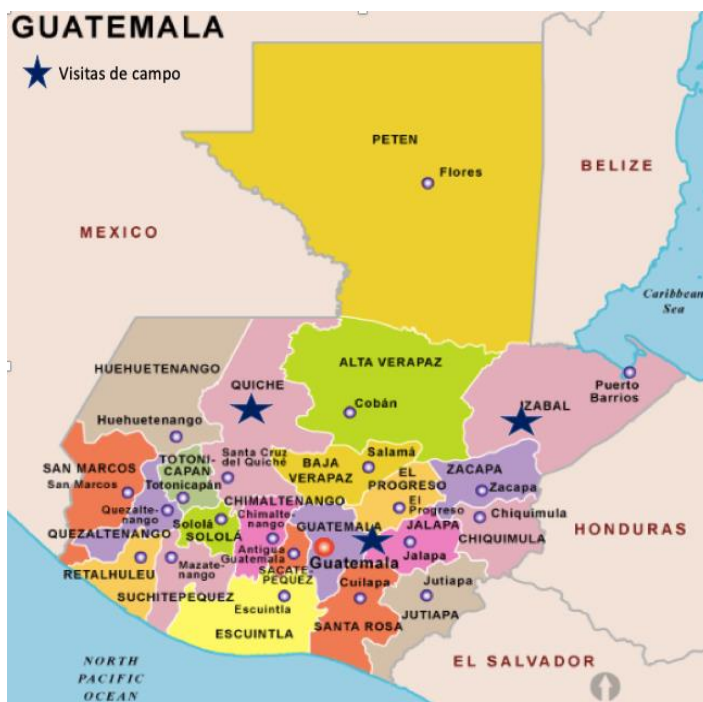 GUATEMALA
Visitas de campo
PETEN
Flores
BELIZE
MEXICO
Caribbean
Sea
HUEHUETENANGO
ALTA VERAPAZ
QUICHE
Puerto
Barrios
IZABAL
Cobán
Huehuetenango
SAN MARCOS
San Marcos
TOTONI-
CAPAN
Totonicapán
Santa Cruz
del Quiché
BAJA
VERAPAZ
Salamá
EL
PROGRESO
El
Progreso
ZACAPA
Zacapa
CHIMALTENANGO
Chimalte-
nango
Quezalte-
nango
QUEZALTENANGO
Sololá
SOLOLÁ
GUATEMALA
Guatemala
JALAPA
Jalapa
Chiquimula
CHIQUIMULA
HONDURAS
Antigua
Guatemala
SACATE-
PEQUEZ
RETALHULEU
Mazate-
nango
SUCHITEPEQUEZ
Cuilapa
Jutiapa
JUTIAPA
Escuintla
ESCUINTLA
SANTA ROSA
EL SALVADOR
NORTH
PACIFIC
OCEAN